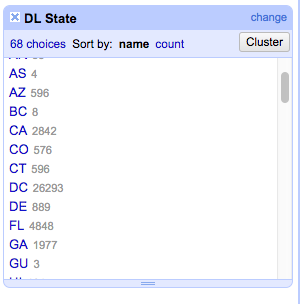 DL State change
68 choices Sort by: name count Cluster
AS 4
AZ 596
BC 8
CA 2842
CO 576
CT 596
DC 26293
DE 889
FL 4848
GA 1977
GU 3